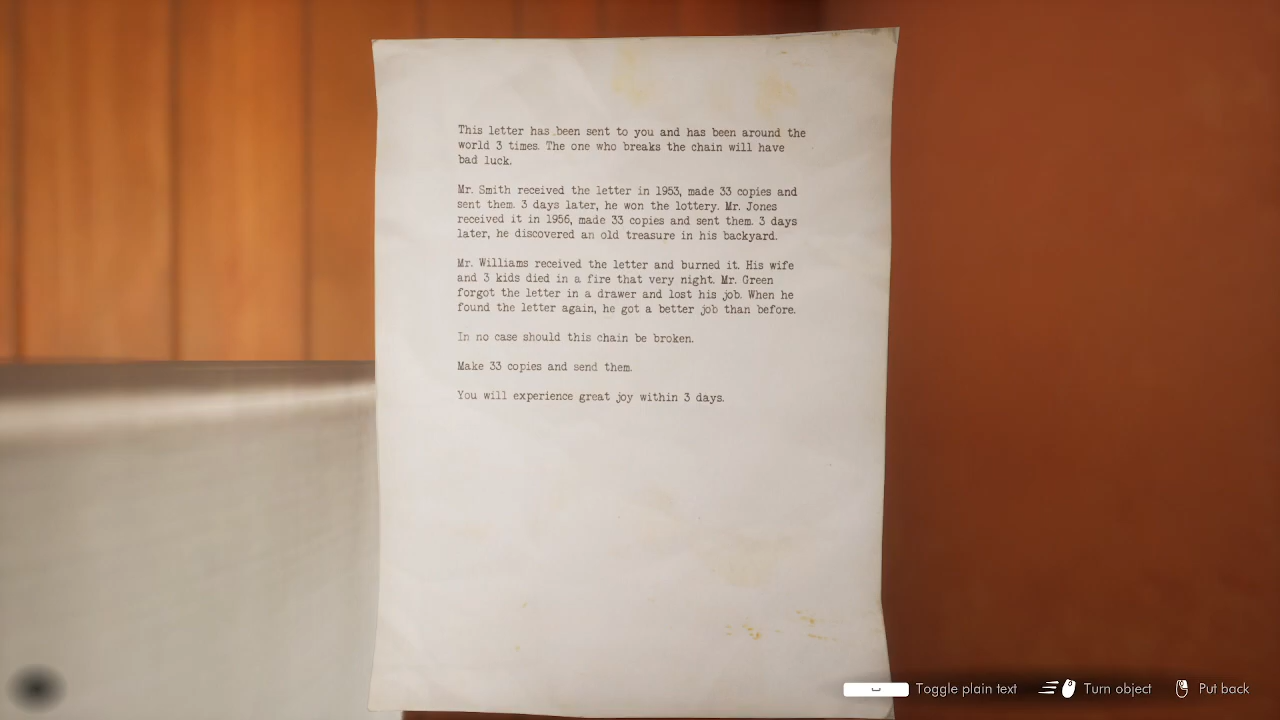 This letter has been sent to you and has been around the
world 3 times. The one who breaks the chain will have
bad luck.
Mr. Smith received the letter in 1953, made 33 copies and
sent them. 3 days later, he won the lottery. Mr. Jones
received it in 1956, made 33 copies and sent them. 3 days
later, he discovered an old treasure in his backyard.
Mr. Williams received the letter and burned it. His wife
and 3 kids died in a fire that very night. Mr. Green
forgot the letter in a drawer and lost his job. When he
found the letter again, he got a better job than before.
In no case should this chain be broken.
Make 33 copies and send them.
You will experience great joy within 3 days.
Toggle plain text
Turn object
Put back